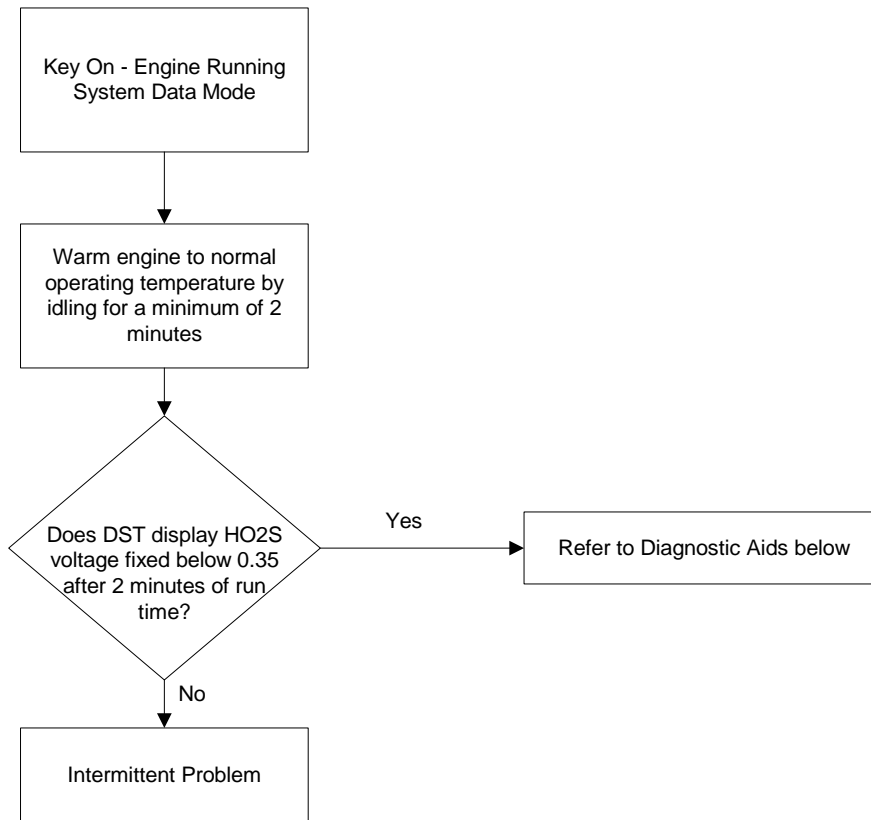 Key On - Engine Running
System Data Mode
Warm engine to normal
operating temperature by
idling for a minimum of 2
minutes
Does DST display HO2S
voltage fixed below 0.35
after 2 minutes of run
time?
Yes
Refer to Diagnostic Aids below
No
Intermittent Problem